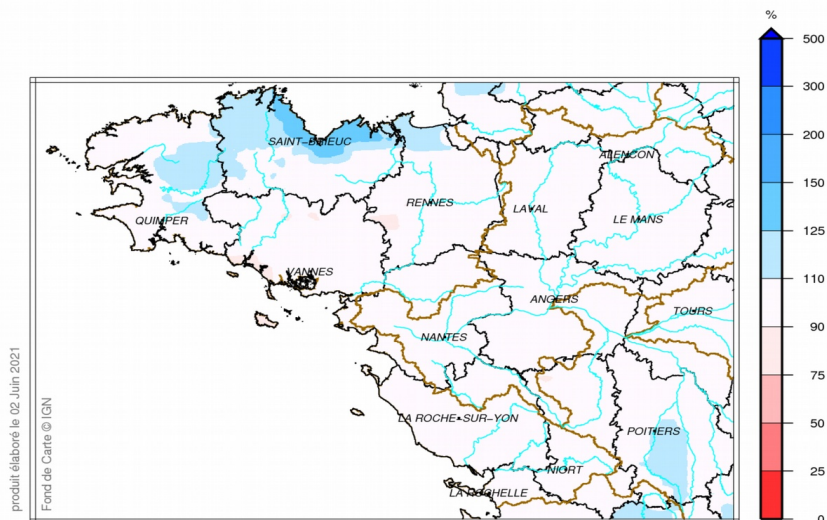 %
500
300
200
150
125
110
90
75
50
25
0
SAINT-BRIEUC
ALENCON
RENNES
LAVAL
LE MANS
QUIMPER
VANNES
ANGERS
TOURS
NANTES
LA ROCHE-SUR-YON
POITIERS
NIORT
LA ROCHELLE
produit élaboré le 02 Juin 2021
Fond de Carte © IGN